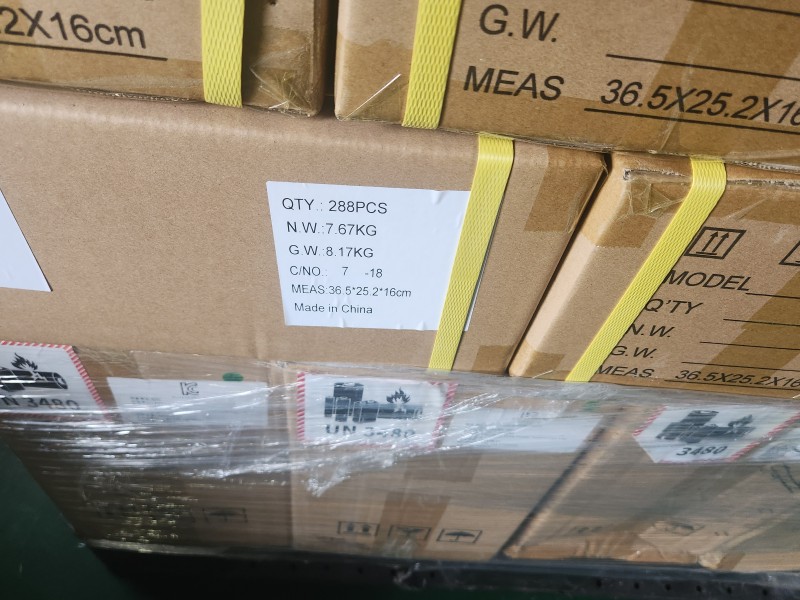 2X16cm
G.W.
MEAS 36.5X25.2X16
QTY.: 288PCS
N.W.:7.67KG
G.W.:8.17KG
C/NO.: 7 -18
MEAS:36.5*25.2*16cm
Made in China
MODEL
Q'TY
N.W.
G.W.
MEAS 36.5X25.2X16
N 3480
UN 3480
3480